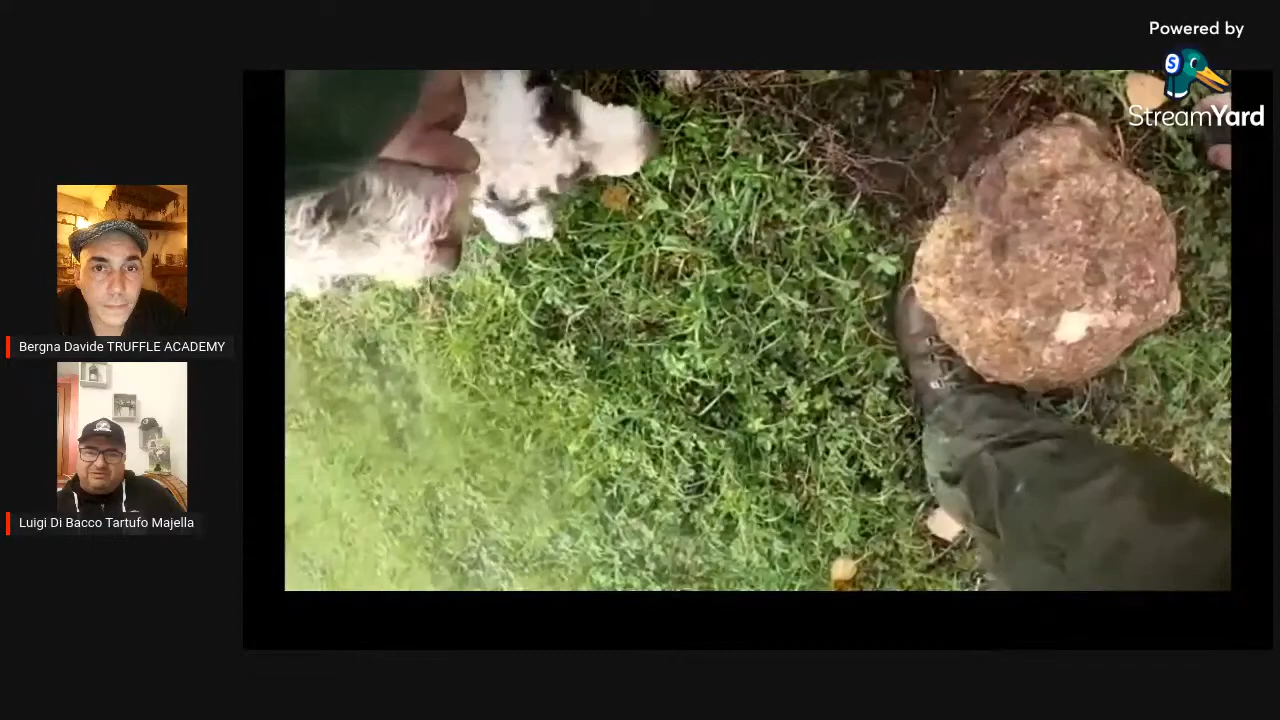 Powered by
StreamYard
Bergna Davide TRUFFLE ACADEMY
Luigi Di Bacco Tartufo Majella